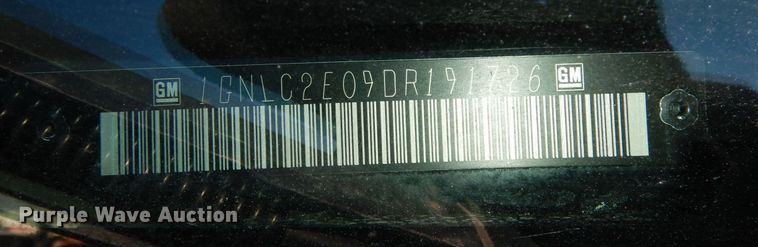 GM 1GNLC2E09DR191726 GM
Purple Wave Auction